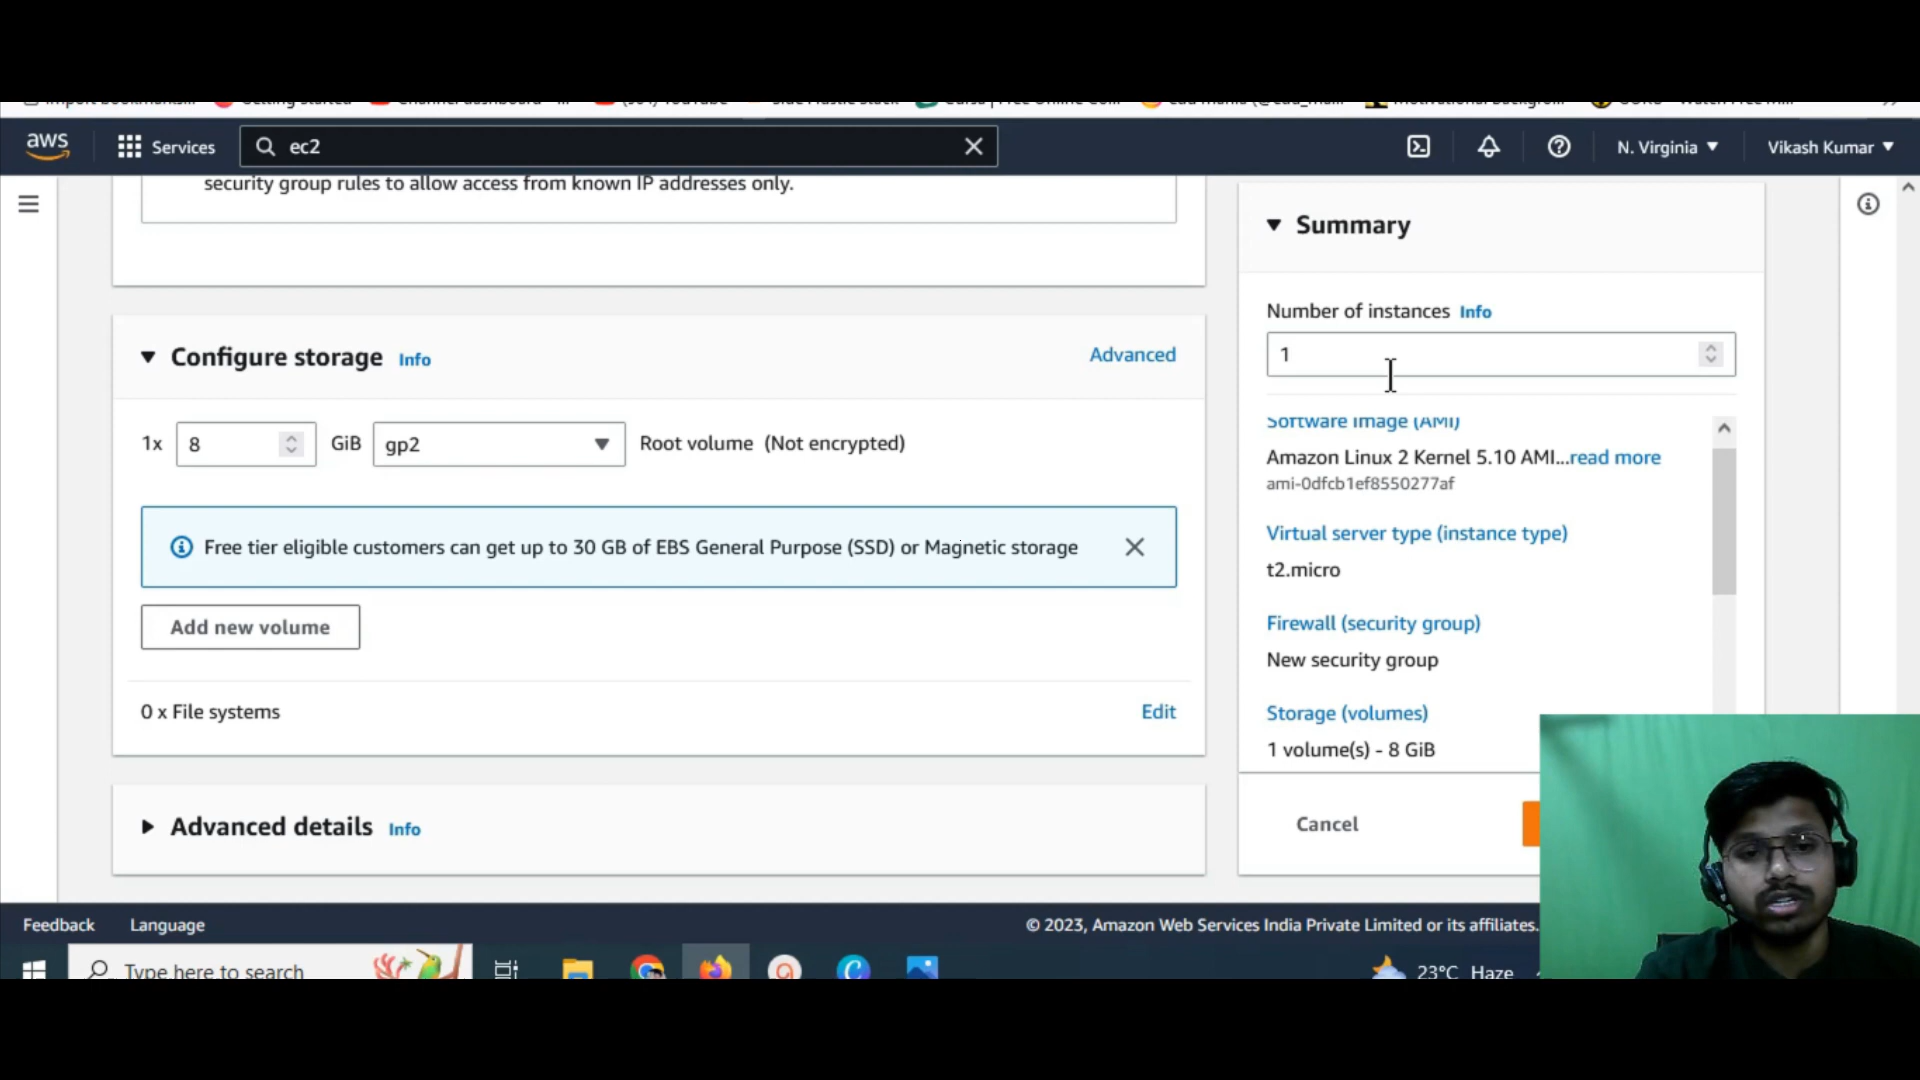 aws
Services
ec2
N. Virginia
Vikash Kumar
security group rules to allow access from known IP addresses only.
Configure storage Info
Advanced
1x 8 GiB gp2 Root volume (Not encrypted)
Free tier eligible customers can get up to 30 GB of EBS General Purpose (SSD) or Magnetic storage
Add new volume
0 x File systems
Edit
Advanced details Info
Summary
Number of instances Info
1
Software Image (AMI)
Amazon Linux 2 Kernel 5.10 AMI...read more
ami-0dfcb1ef8550277af
Virtual server type (instance type)
t2.micro
Firewall (security group)
New security group
Storage (volumes)
1 volume(s) - 8 GiB
Cancel
Feedback Language
© 2023, Amazon Web Services India Private Limited or its affiliates.
Type here to search
23°C Haze